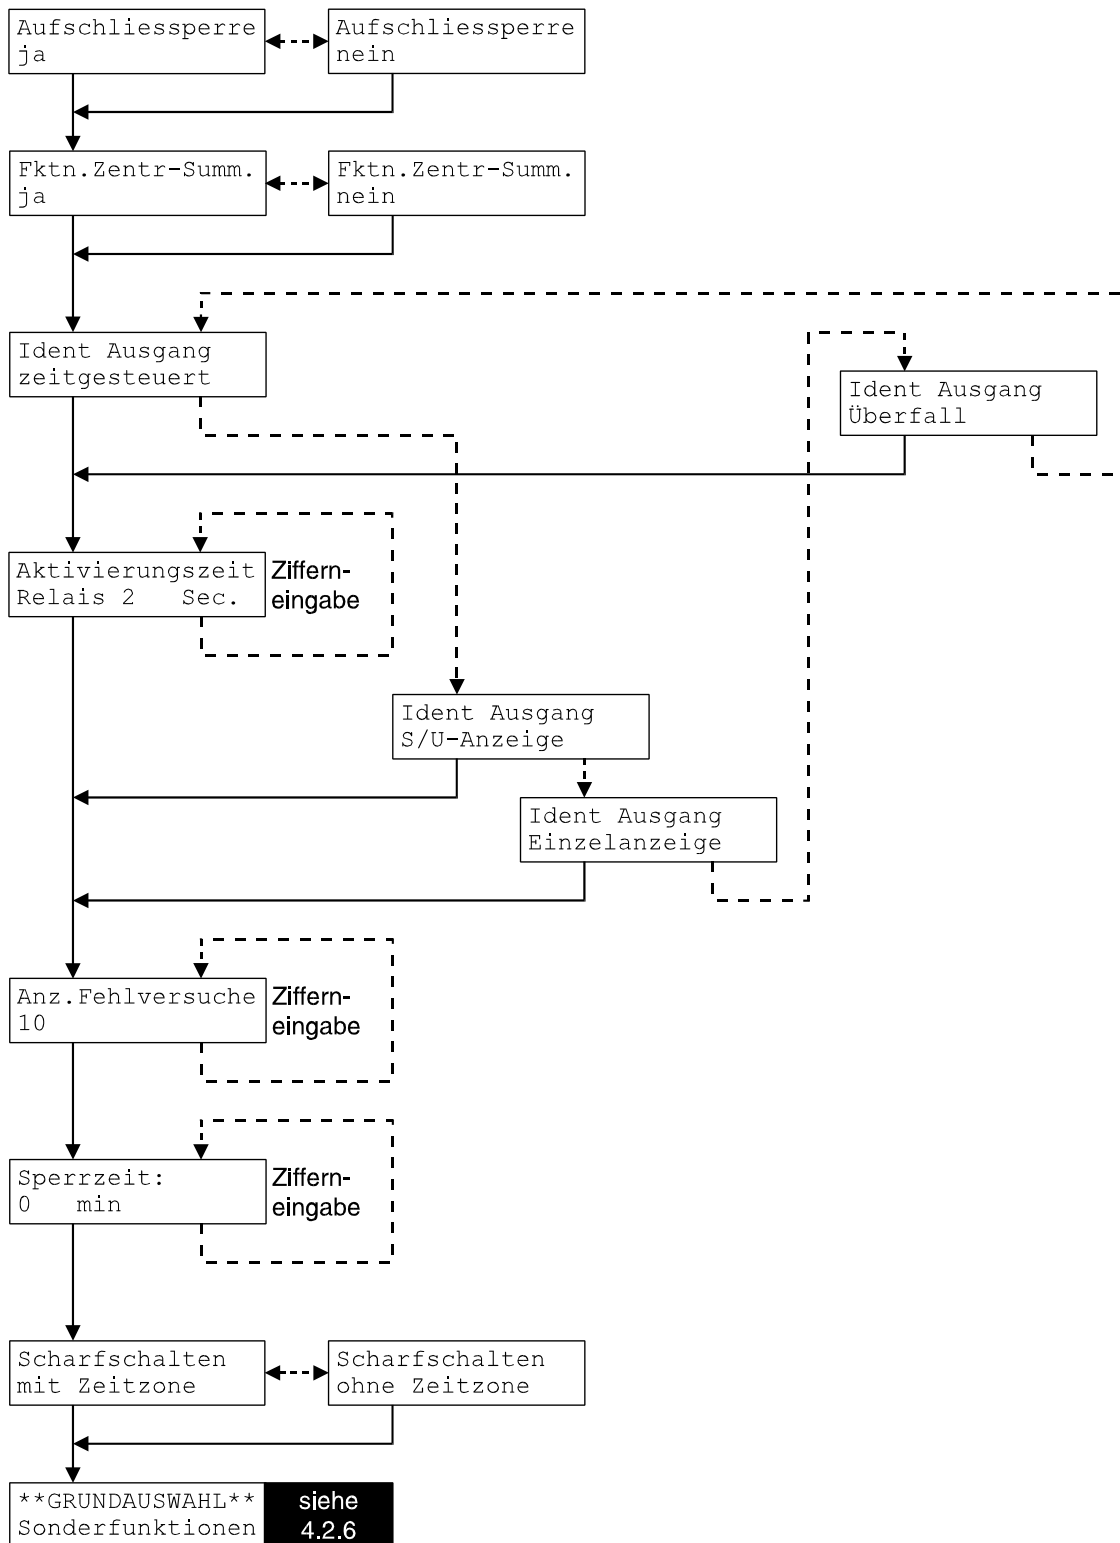 Aufschliessperre
ja
Aufschliessperre
nein
Fktn.Zentr-Summ.
ja
Fktn.Zentr-Summ.
nein
Ident Ausgang
zeitgesteuert
Ident Ausgang
Überfall
Aktivierungszeit
Relais 2   Sec.
Ziffern-
eingabe
Ident Ausgang
S/U-Anzeige
Ident Ausgang
Einzelanzeige
Anz.Fehlversuche
10
Ziffern-
eingabe
Sperrzeit:
0   min
Ziffern-
eingabe
Scharfschalten
mit Zeitzone
Scharfschalten
ohne Zeitzone
**GRUNDAUSWAHL**
Sonderfunktionen
siehe
4.2.6